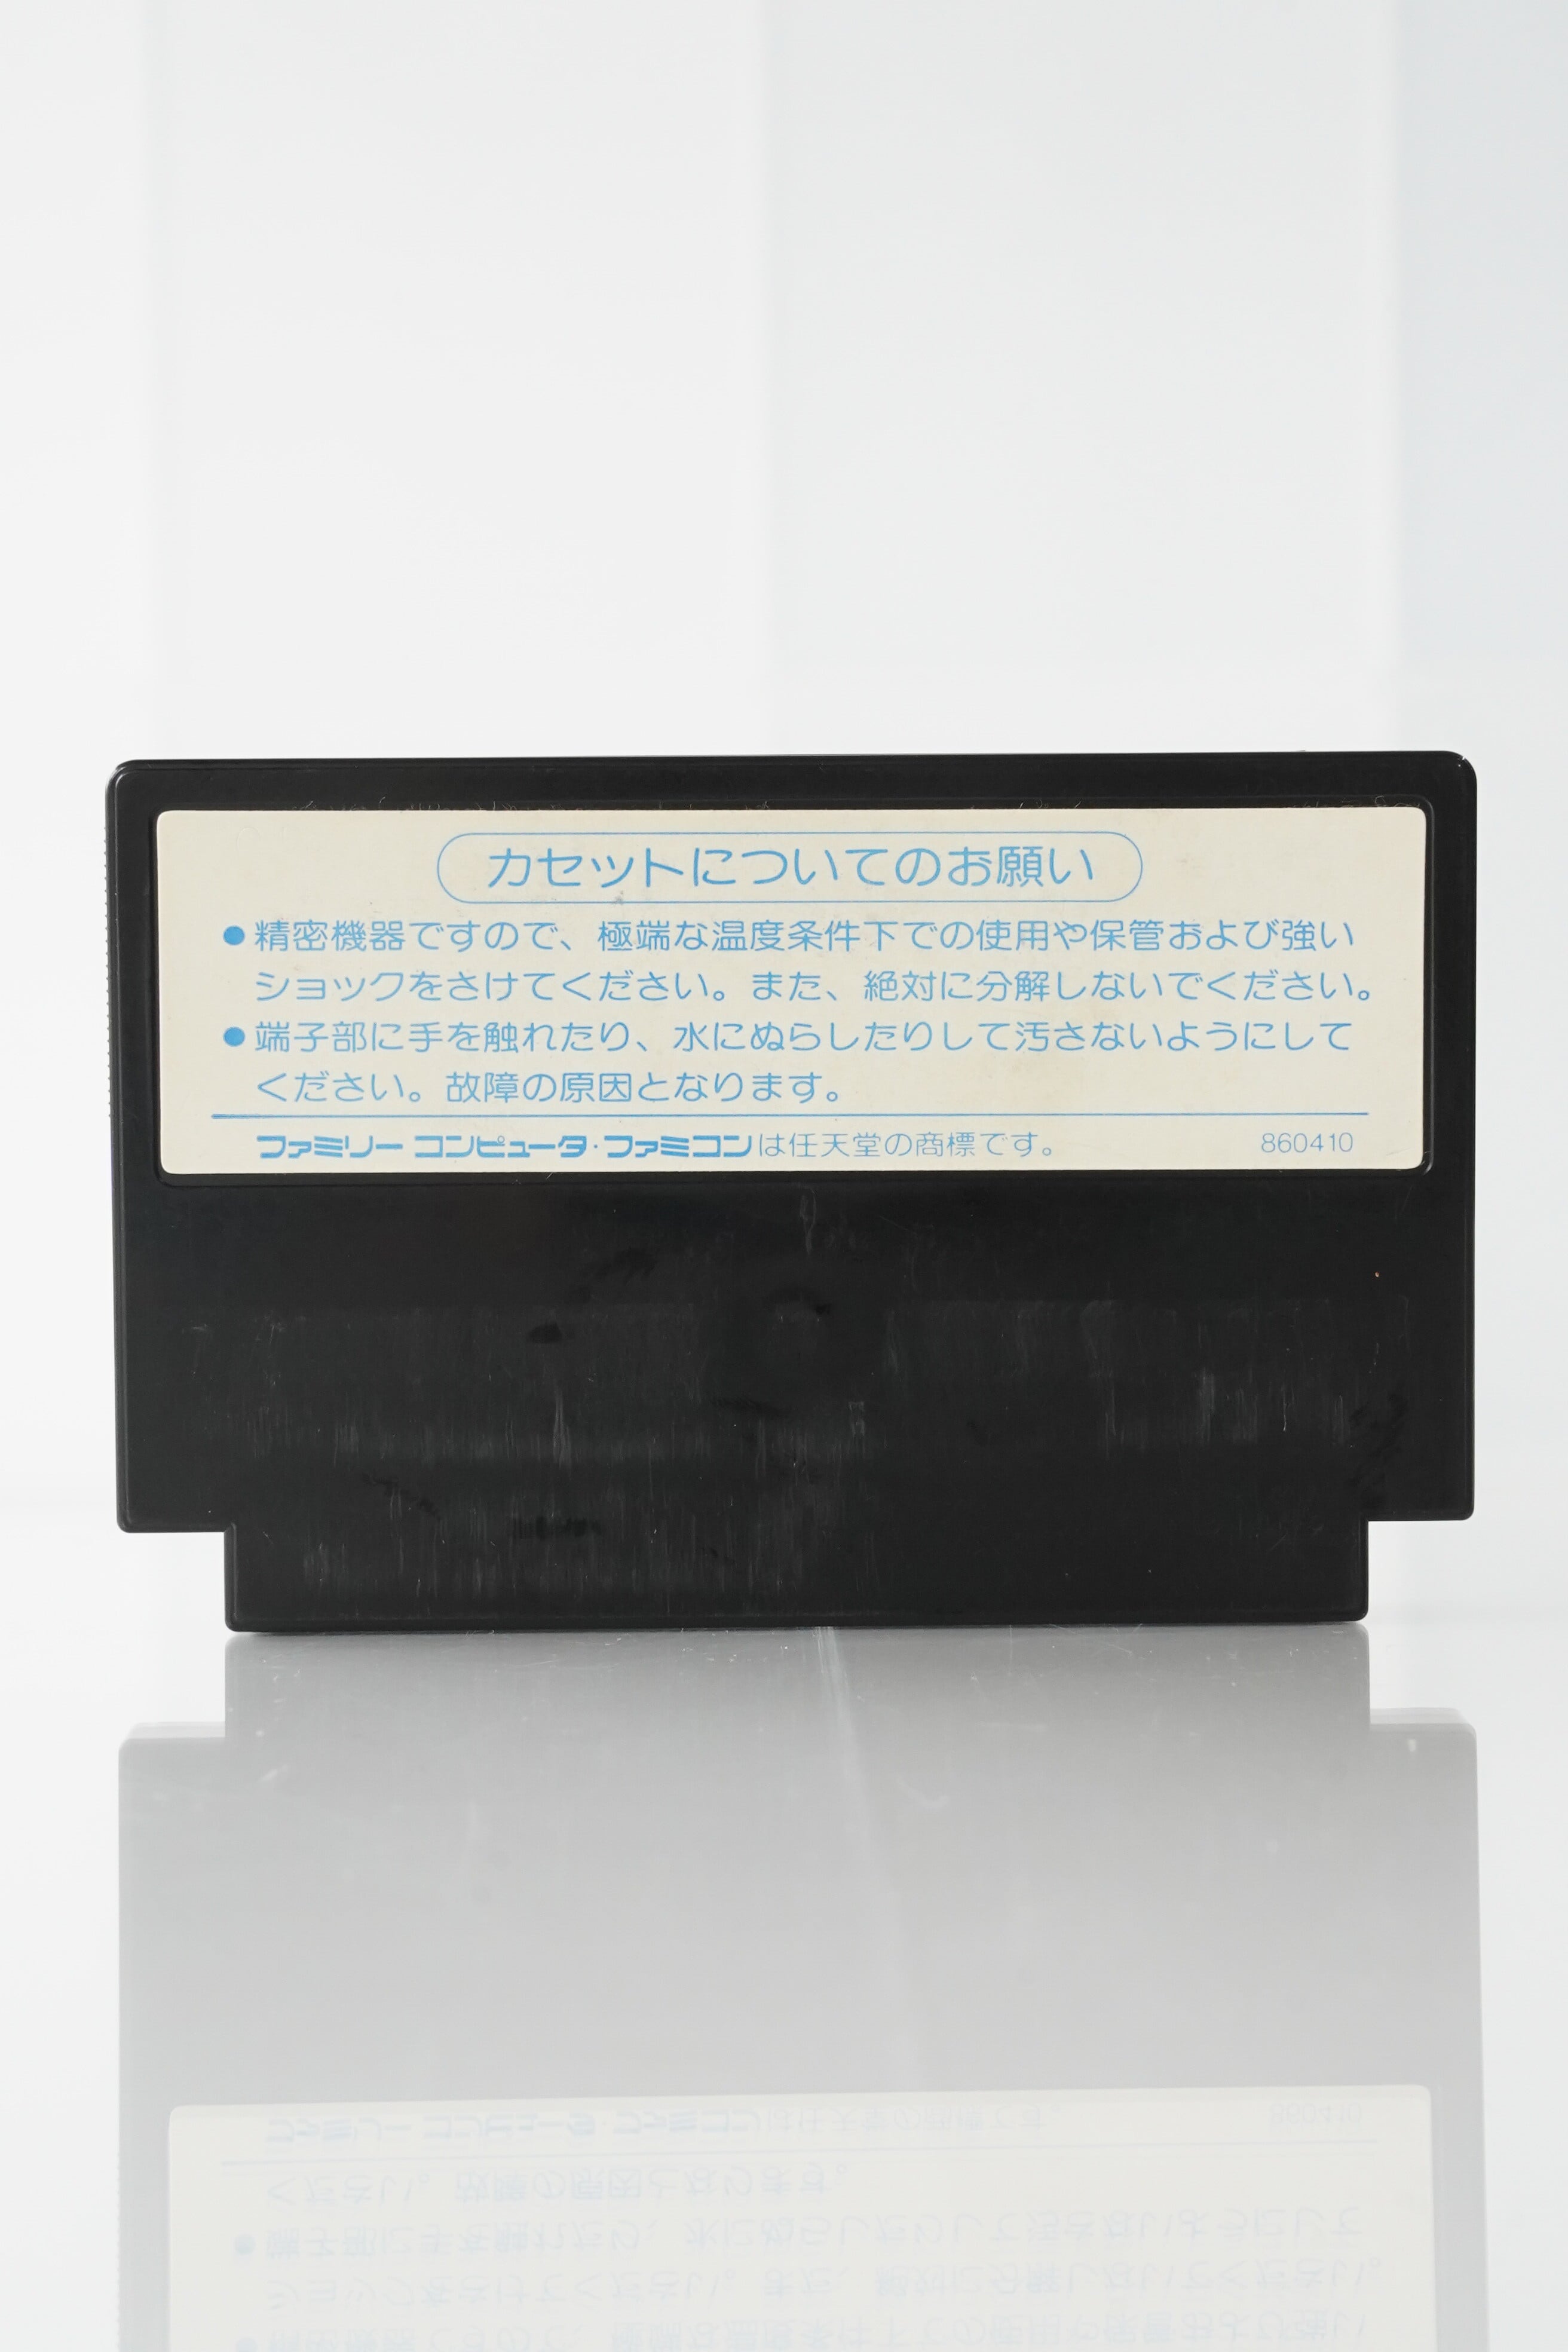 カセットについてのお願い
●精密機器ですので、極端な温度条件下での使用や保管および強い
ショックをさけてください。また、絶対に分解しないでください。
●端子部に手を触れたり、水にぬらしたりして汚さないようにして
ください。故障の原因となります。
ファミリー コンピュータ・ファミコンは任天堂の商標です。 860410